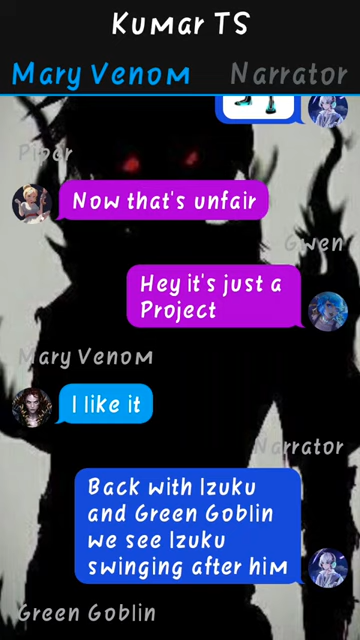 Kumar TS
Mary Venom
Narrator
Piper
Now that's unfair
Gwen
Hey it's just a
Project
Mary Venom
I like it
Narrator
Back with Izuku
and Green Goblin
we see Izuku
swinging after him
Green Goblin